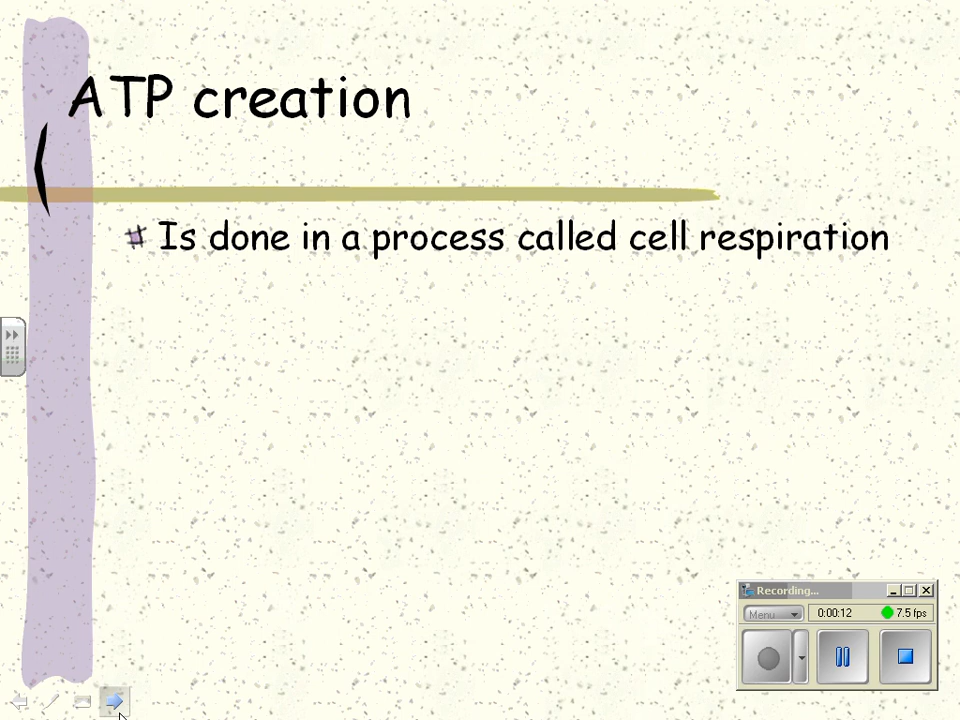 ATP creation
Is done in a process called cell respiration
Recording...
Menu
0:00:12
7.5 fps